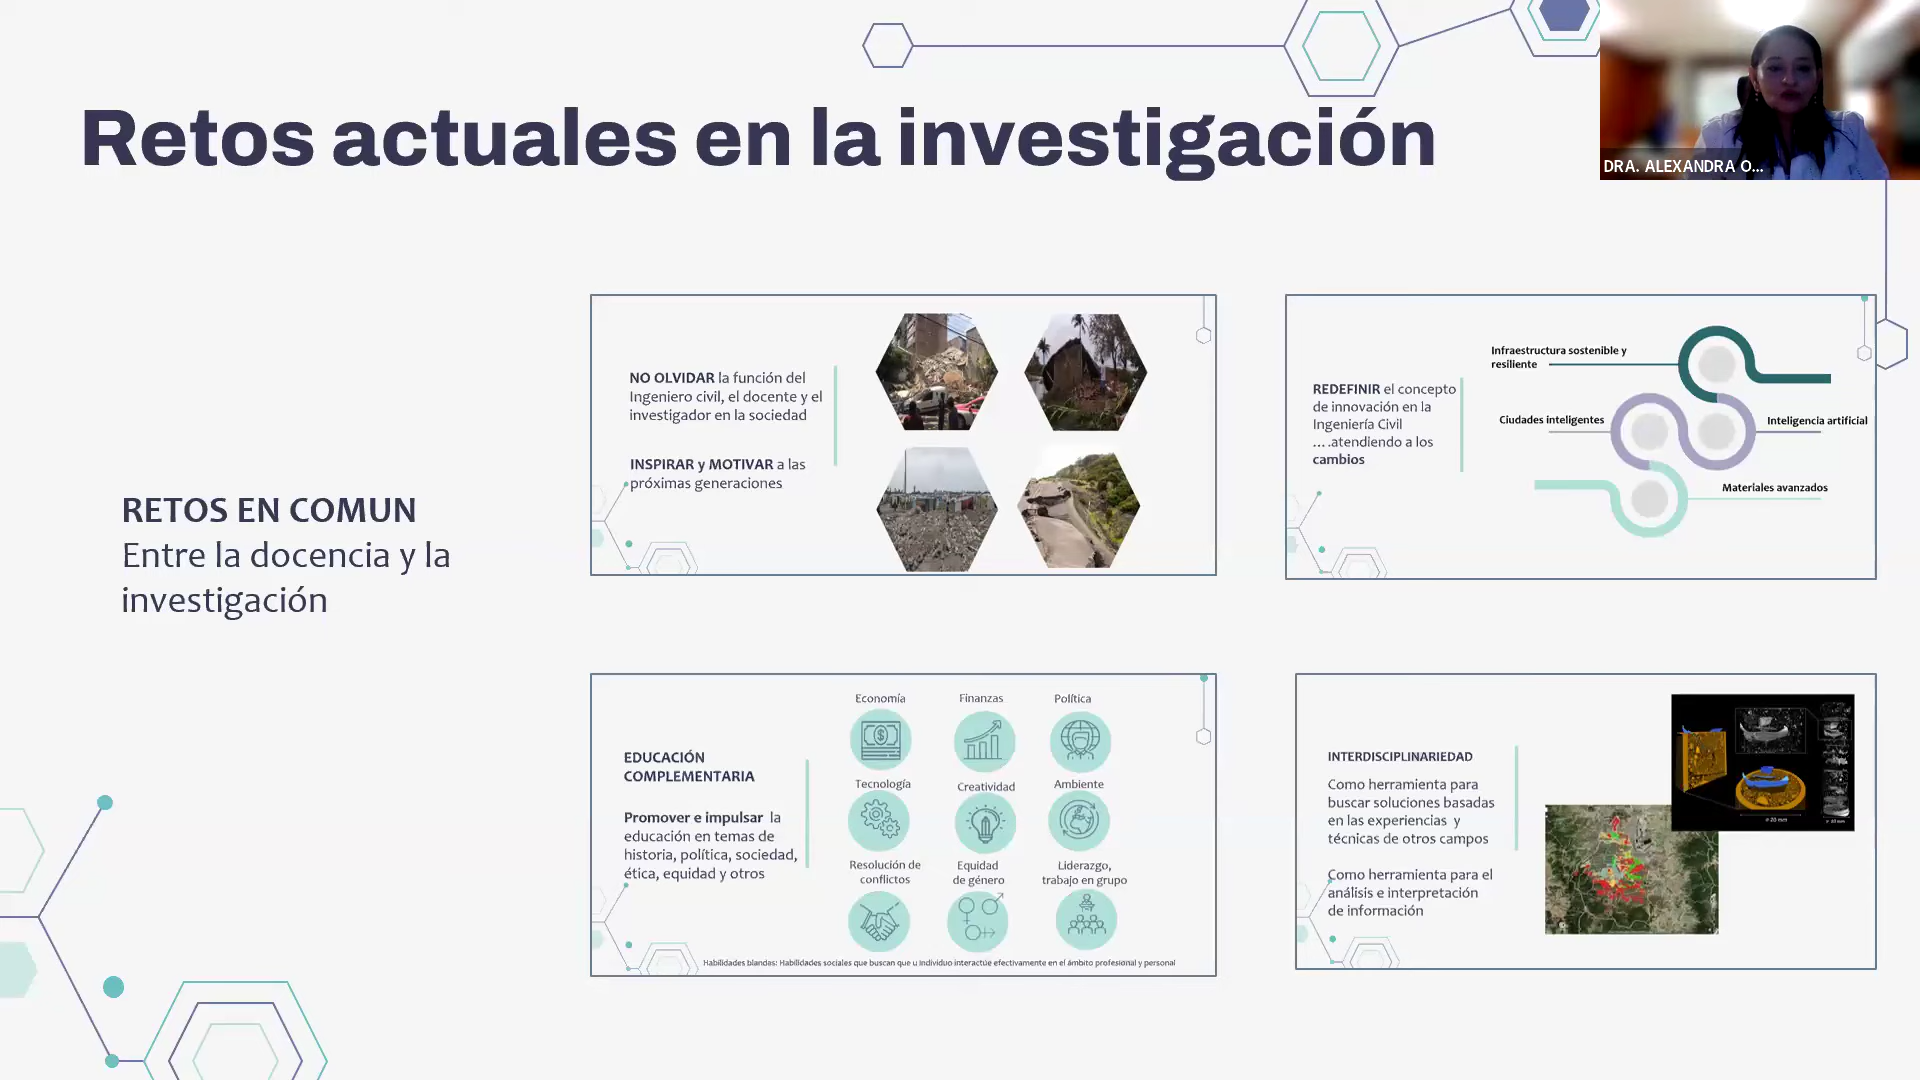 Retos actuales en la investigación
DRA. ALEXANDRA O...
RETOS EN COMUN
Entre la docencia y la
investigación
NO OLVIDAR la función del
Ingeniero civil, el docente y el
investigador en la sociedad
INSPIRAR y MOTIVAR a las
próximas generaciones
REDEFINIR el concepto
de innovación en la
Ingeniería Civil
... .atendiendo a los
cambios
Infraestructura sostenible y
resiliente
Ciudades inteligentes
Inteligencia artificial
Materiales avanzados
EDUCACIÓN
COMPLEMENTARIA
Promover e impulsar la
educación en temas de
historia, política, sociedad,
ética, equidad y otros
Economía
Finanzas
Política
Tecnología
Creatividad
Ambiente
Resolución de
conflictos
Equidad
de género
Liderazgo,
trabajo en grupo
Habilidades blandas: Habilidades sociales que buscan que u individuo interactúe efectivamente en el ámbito profesional y personal
INTERDISCIPLINARIEDAD
Como herramienta para
buscar soluciones basadas
en las experiencias y
técnicas de otros campos
Como herramienta para el
análisis e interpretación
de información